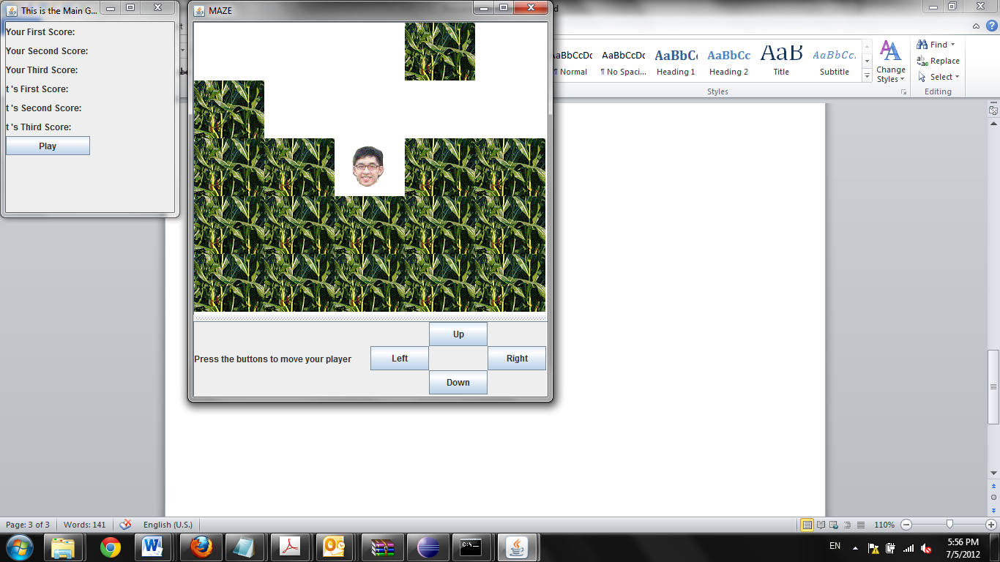 This is the Main G...
Your First Score:
Your Second Score:
Your Third Score:
t 's First Score:
t 's Second Score:
t 's Third Score:
Play
MAZE
Press the buttons to move your player
Up
Left
Right
Down
AaBbC
AaBbCc
AaB
AaBbCc.
¶ Normal
¶ No Spaci...
Heading 1
Heading 2
Title
Subtitle
Change
Styles
Styles
Find
Replace
Select
Editing
Page: 3 of 3
Words: 141
English (U.S.)
110%
EN
5:56 PM
7/5/2012